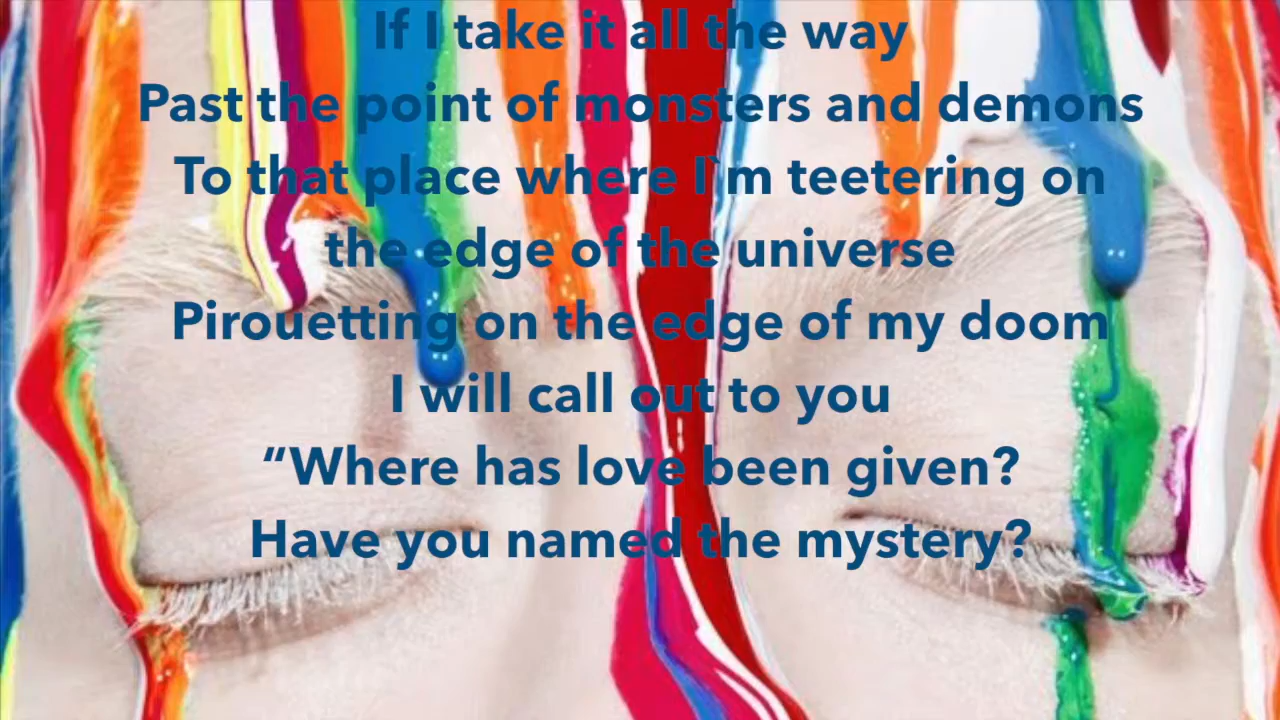 If I take it all the way
Past the point of monsters and demons
To that place where I`m teetering on
the edge of the universe
Pirouetting on the edge of my doom
I will call out to you
“Where has love been given?
Have you named the mystery?